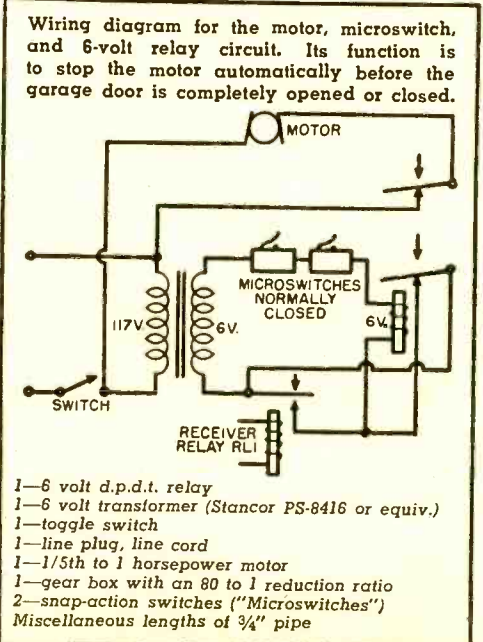 Wiring diagram for the motor, microswitch,
and 6-volt relay circuit. Its function is
to stop the motor automatically before the
garage door is completely opened or closed.
MOTOR
MICROSWITCHES
NORMALLY
CLOSED
117V.
6V.
6V.
SWITCH
RECEIVER
RELAY RL1
1—6 volt d.p.d.t. relay
1—6 volt transformer (Stancor PS-8416 or equiv.)
1—toggle switch
1—line plug, line cord
1—1/5th to 1 horsepower motor
1—gear box with an 80 to 1 reduction ratio
2—snap-action switches ("Microswitches")
Miscellaneous lengths of ¾" pipe